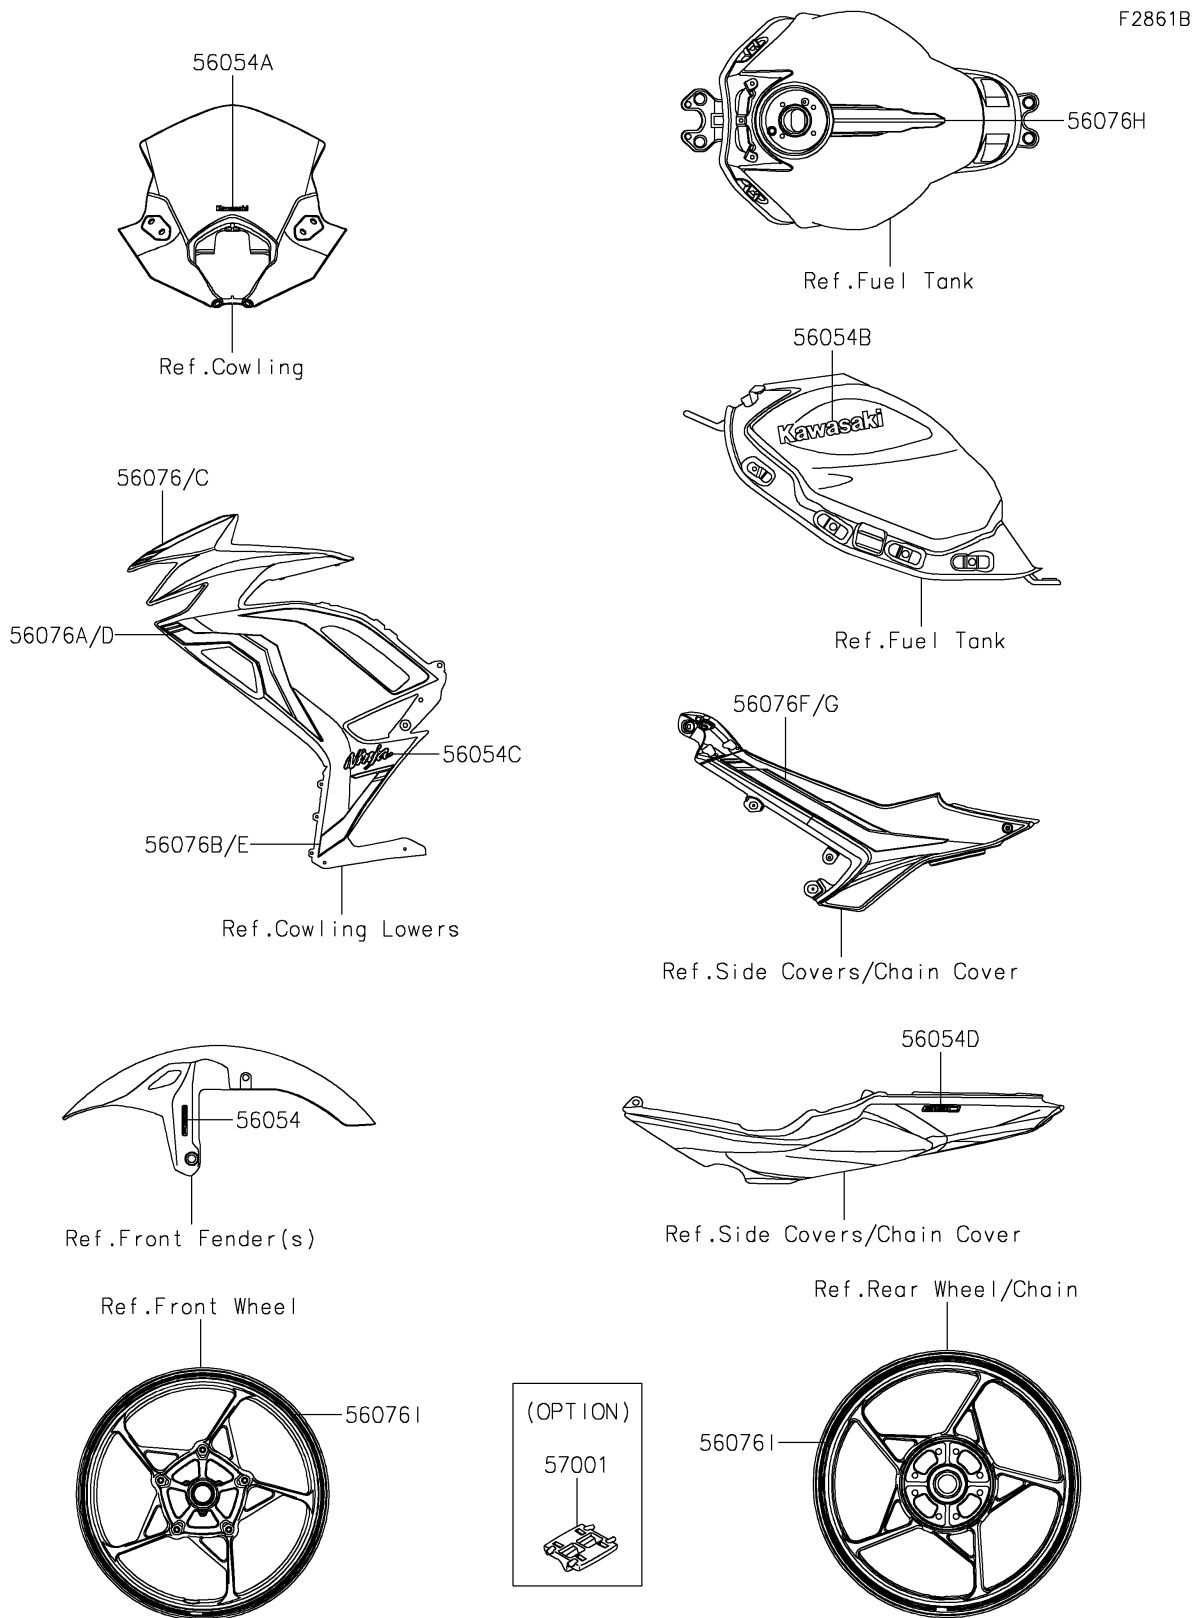 F2861B
56054A
Kawasaki
Ref.Cowling
56076H
Ref.Fuel Tank
56054B
Kawasaki
Ref.Fuel Tank
56076/C
56076A/D
Ninja
56054C
56076B/E
Ref.Cowling Lowers
56076F/G
Ref.Side Covers/Chain Cover
56054
Ref.Front Fender(s)
56054D
Ref.Side Covers/Chain Cover
Ref.Front Wheel
56076I
(OPTION)
57001
Ref.Rear Wheel/Chain
56076I